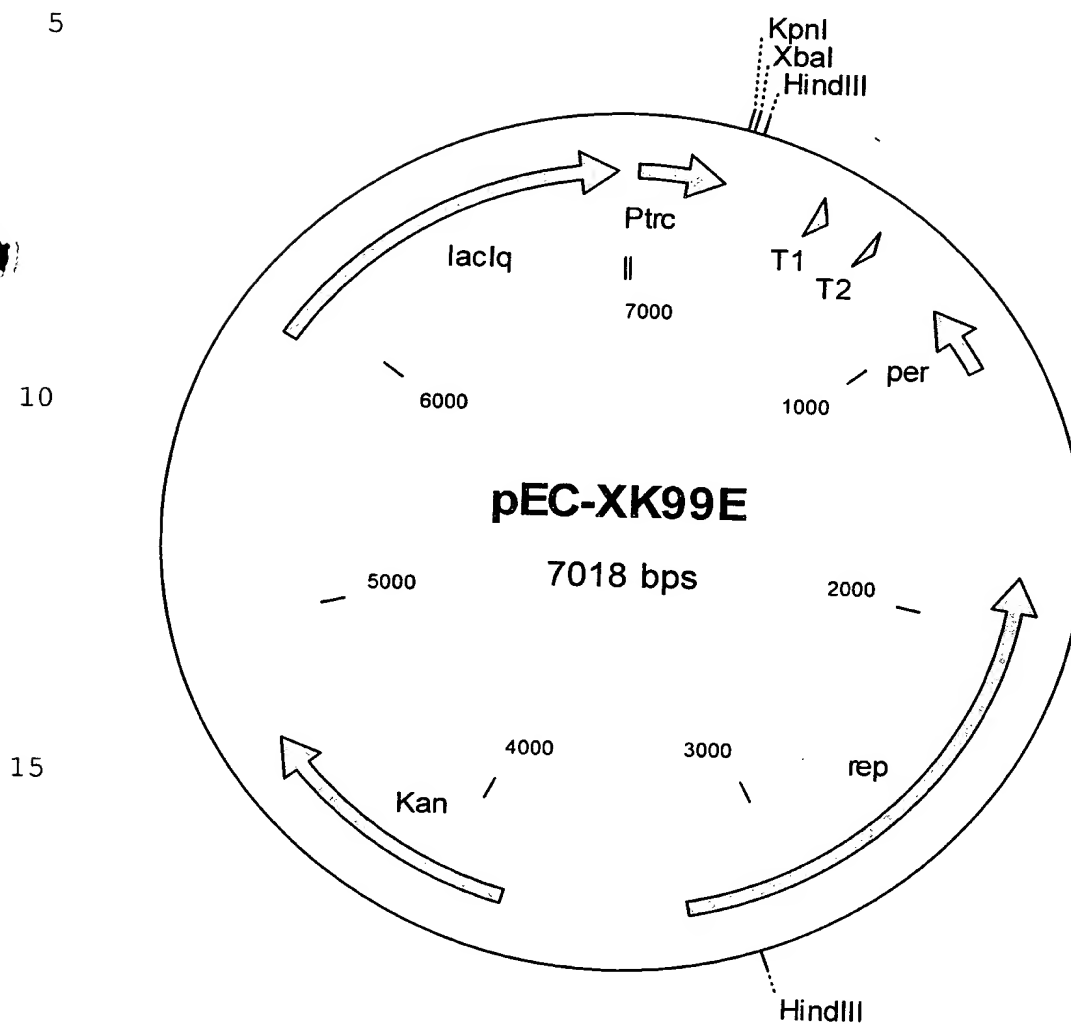 5
KpnI
XbaI
HindIII
Ptrc
lacIq
T1
T2
7000
per
6000
1000
10
pEC-XK99E
7018 bps
5000
2000
4000
3000
rep
Kan
15
HindIII